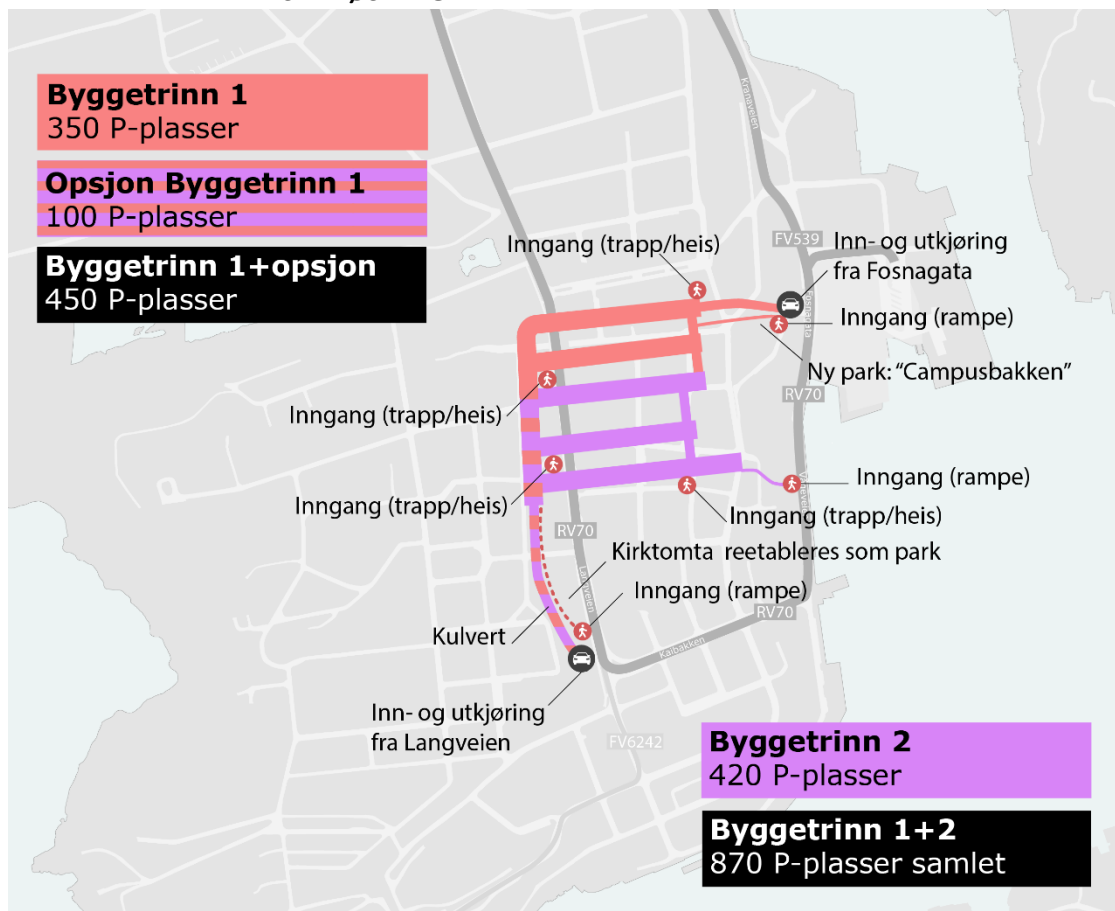 Byggetrinn 1
350 P-plasser
Opsjon Byggetrinn 1
100 P-plasser
Byggetrinn 1+opsjon
450 P-plasser
Kranaveien
FV539
Inngang (trapp/heis)
Inn- og utkjøring
fra Fosnagata
Fosnagata
Inngang (rampe)
Ny park: “Campusbakken”
RV70
Inngang (trapp/heis)
Inngang (trapp/heis)
Inngang (rampe)
Inngang (trapp/heis)
RV70
Kirktomta reetableres som park
Langveien
Inngang (rampe)
RV70
Kulvert
Kaibakken
Inn- og utkjøring
fra Langveien
FV6242
Byggetrinn 2
420 P-plasser
Byggetrinn 1+2
870 P-plasser samlet